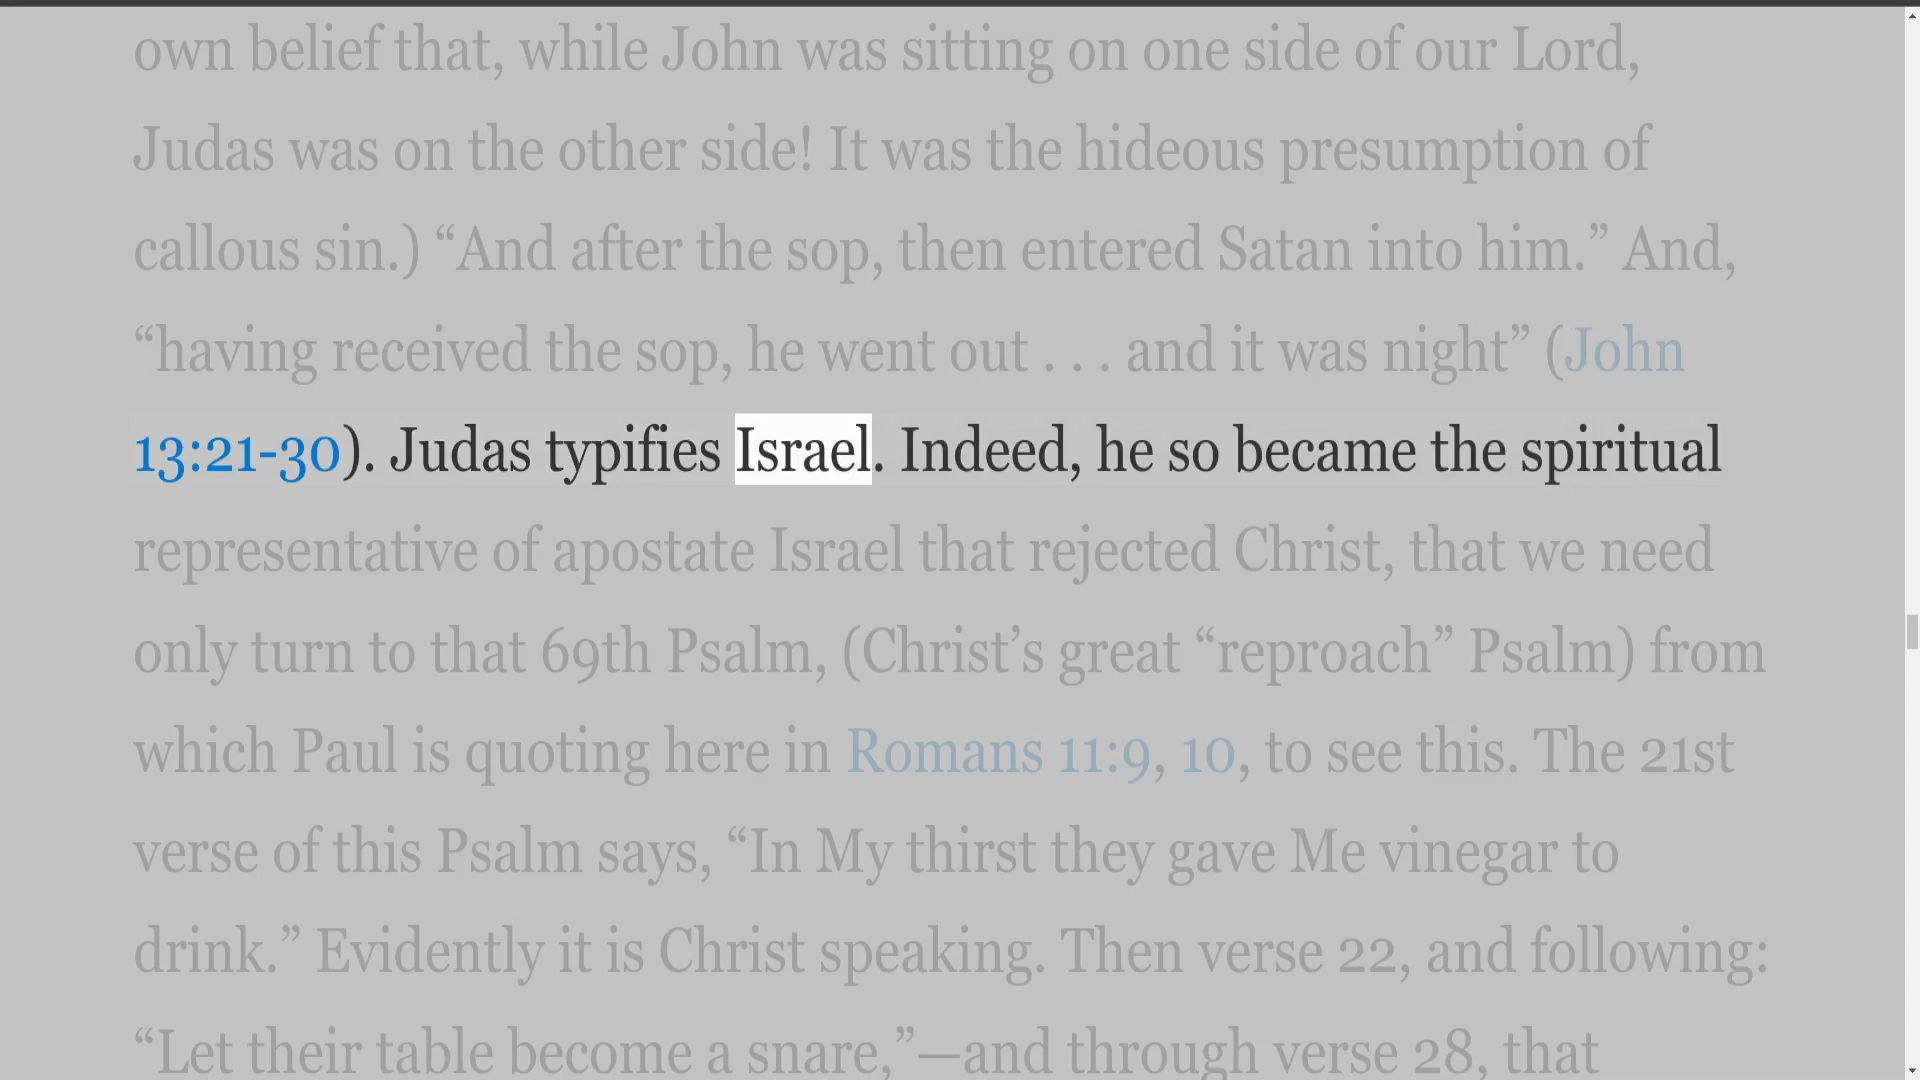 own belief that, while John was sitting on one side of our Lord,
Judas was on the other side! It was the hideous presumption of
callous sin.) “And after the sop, then entered Satan into him.” And,
“having received the sop, he went out . . . and it was night” (John
13:21-30). Judas typifies Israel. Indeed, he so became the spiritual
representative of apostate Israel that rejected Christ, that we need
only turn to that 69th Psalm, (Christ’s great “reproach” Psalm) from
which Paul is quoting here in Romans 11:9, 10, to see this. The 21st
verse of this Psalm says, “In My thirst they gave Me vinegar to
drink.” Evidently it is Christ speaking. Then verse 22, and following:
“Let their table become a snare,”—and through verse 28, that